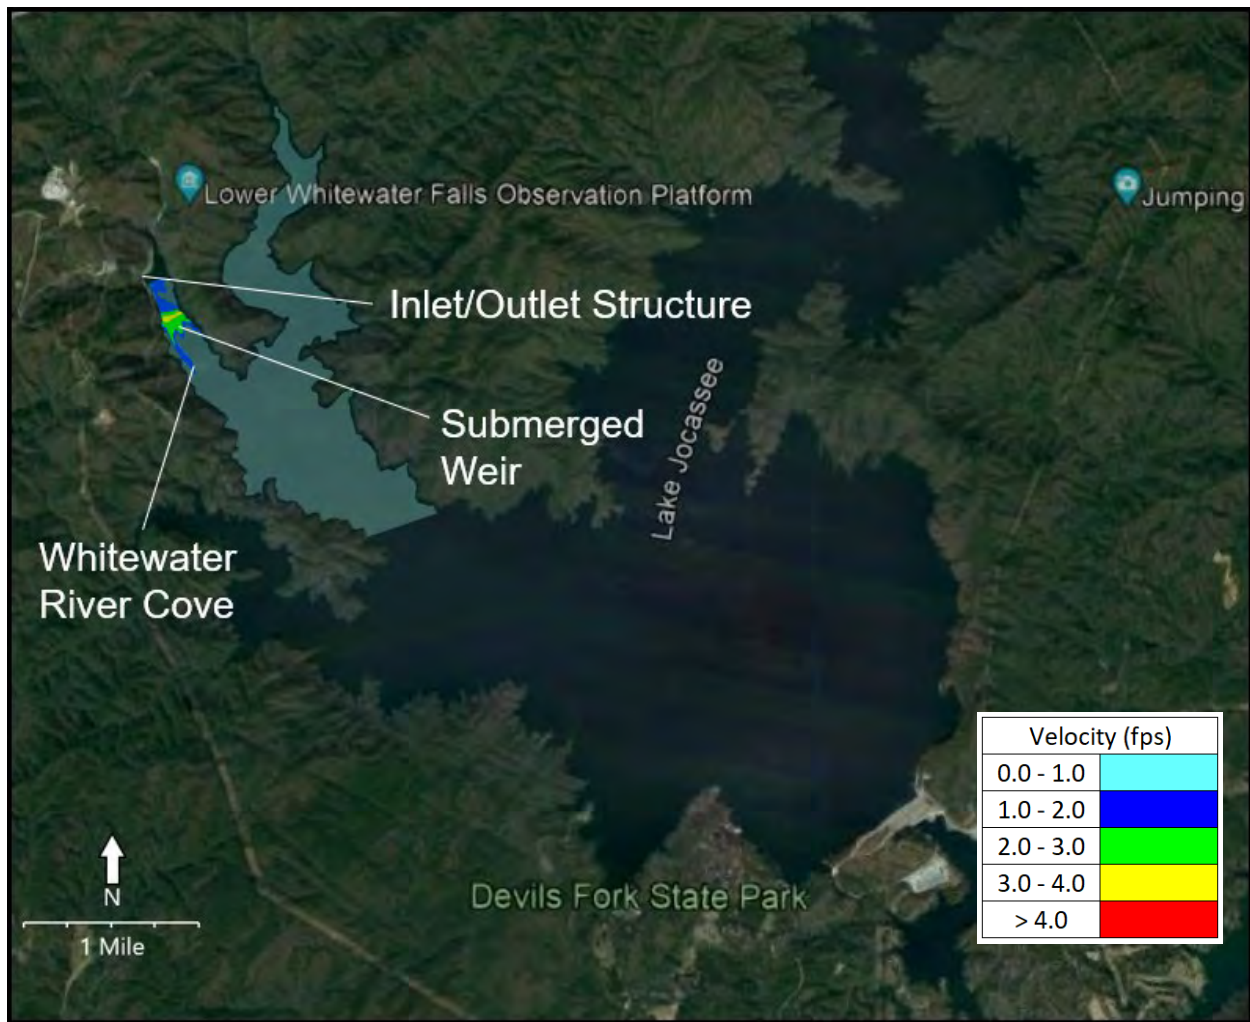 Lower Whitewater Falls Observation Platform
Jumping
Inlet/Outlet Structure
Lake Jocassee
Submerged
Weir
Whitewater
River Cove
Velocity (fps)
0.0 - 1.0
1.0 - 2.0
2.0 - 3.0
3.0 - 4.0
> 4.0
N
1 Mile
Devils Fork State Park